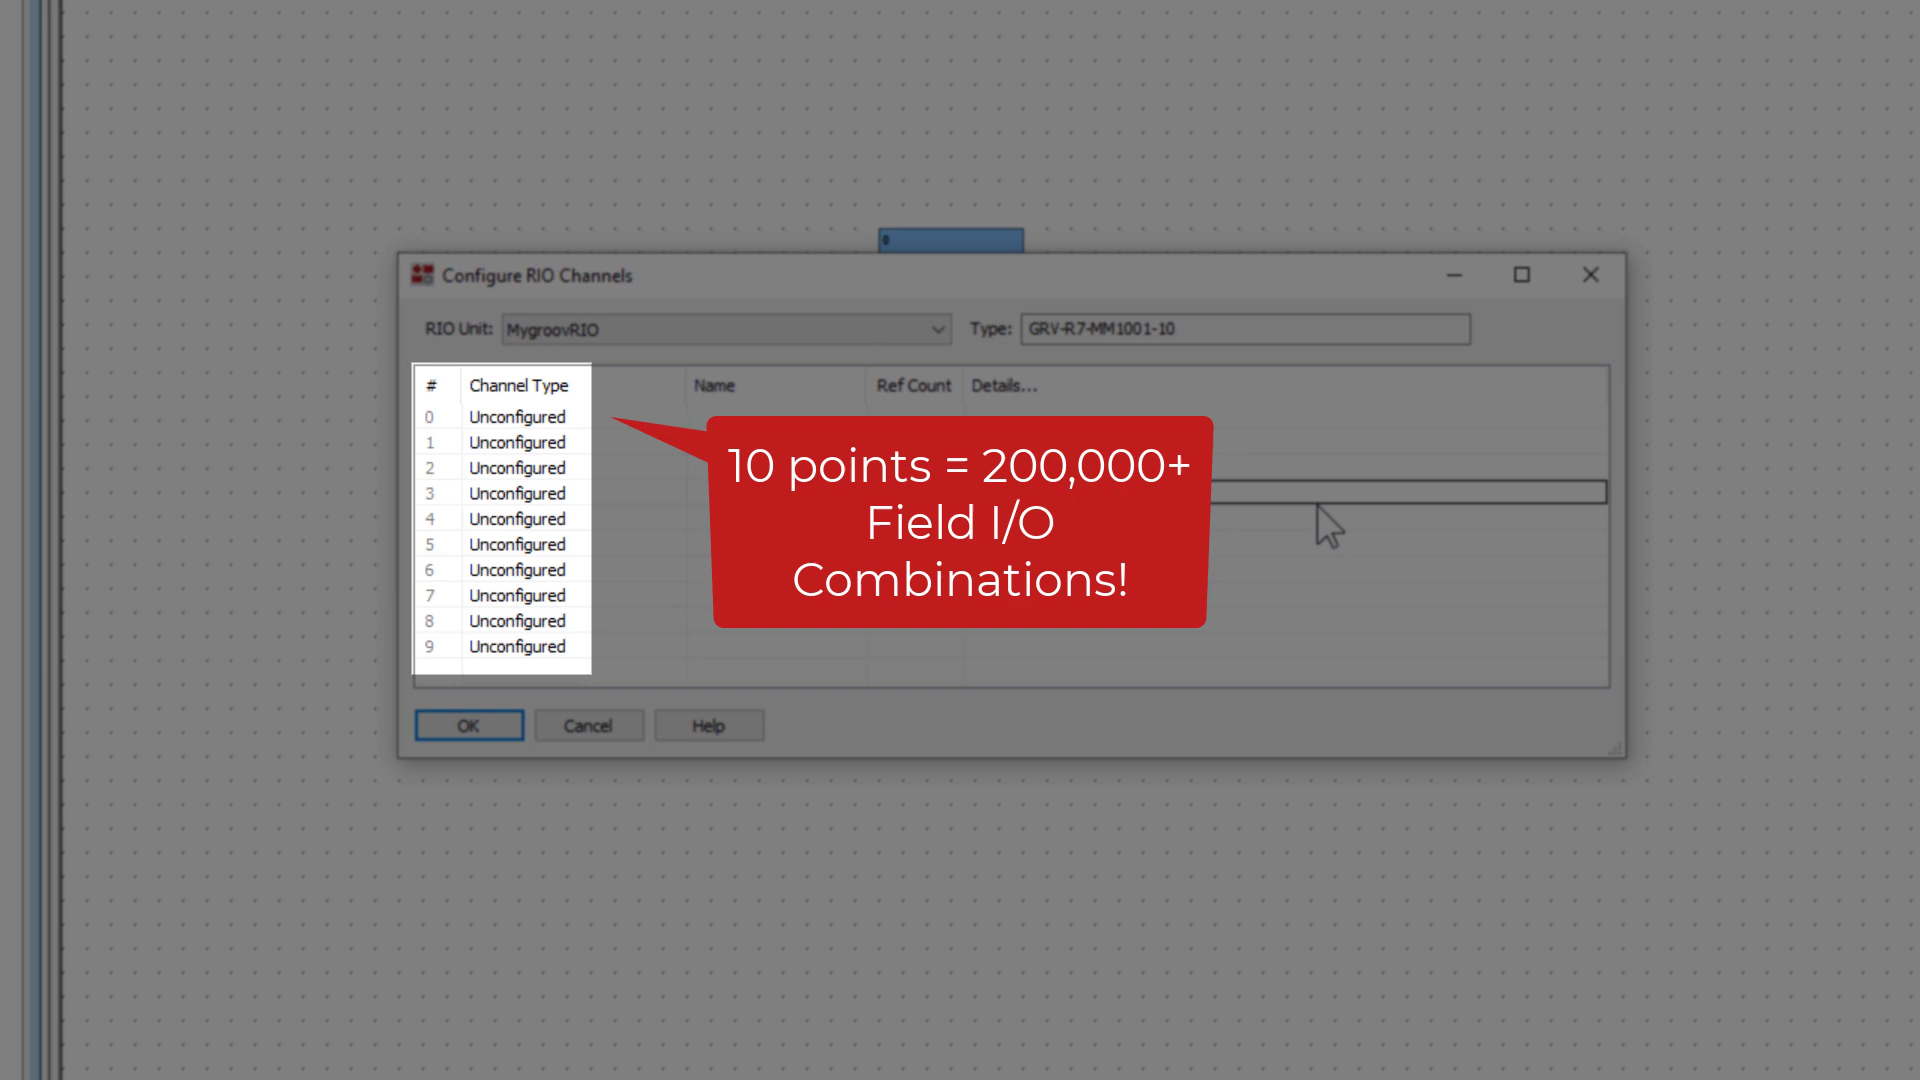 0
Configure RIO Channels
RIO Unit: MygroovRIO Type: GRV-R7-MM1001-10
# Channel Type Name Ref Count Details...
0 Unconfigured
1 Unconfigured
2 Unconfigured
3 Unconfigured
4 Unconfigured
5 Unconfigured
6 Unconfigured
7 Unconfigured
8 Unconfigured
9 Unconfigured
10 points = 200,000+
Field I/O
Combinations!
OK Cancel Help